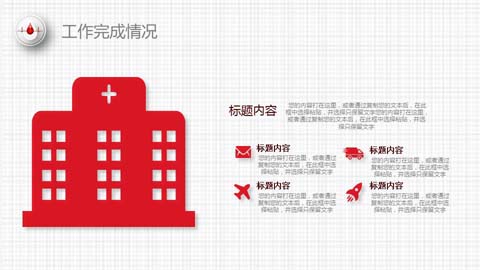 工作完成情况
标题内容
您的内容打在这里，或者通过复制您的文本后，在此
框中选择粘贴，并选择只保留文字您的内容打在这里，
或者通过复制您的文本后，在此框中选择粘贴，并选
择只保留文字
标题内容
您的内容打在这里，或者通过
复制您的文本后，在此框中选
择粘贴，并选择只保留文字
标题内容
您的内容打在这里，或者通过
复制您的文本后，在此框中选
择粘贴，并选择只保留文字
标题内容
您的内容打在这里，或者通过
复制您的文本后，在此框中选
择粘贴，并选择只保留文字
标题内容
您的内容打在这里，或者通过
复制您的文本后，在此框中选
择粘贴，并选择只保留文字